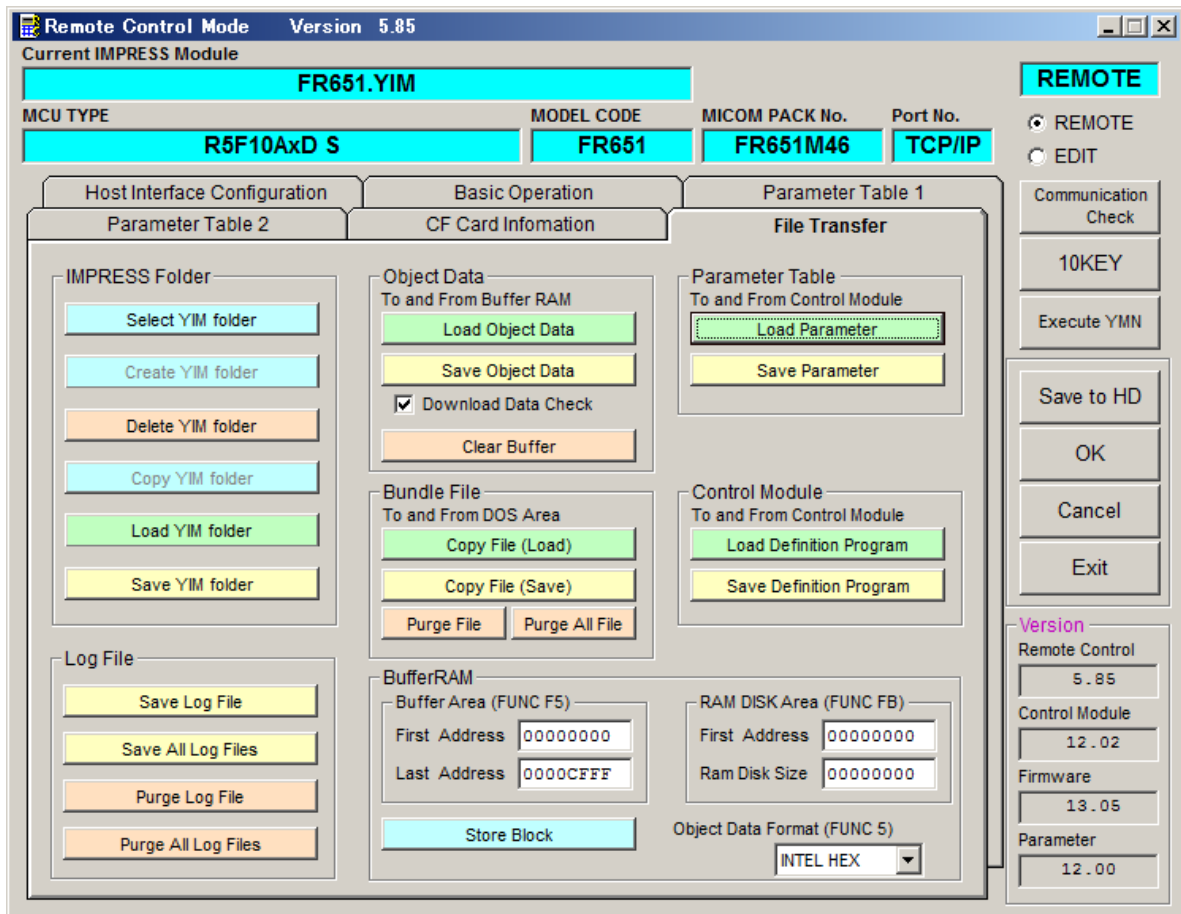 Remote Control Mode Version 5.85
Current IMPRESS Module
FR651.YIM
REMOTE
MCU TYPE
MODEL CODE
MICOM PACK No.
Port No.
R5F10AxD S
FR651
FR651M46
TCP/IP
REMOTE
EDIT
Host Interface Configuration
Basic Operation
Parameter Table 1
Parameter Table 2
CF Card Infomation
File Transfer
Communication
Check
10KEY
Execute YMN
Save to HD
OK
Cancel
Exit
IMPRESS Folder
Select YIM folder
Create YIM folder
Delete YIM folder
Copy YIM folder
Load YIM folder
Save YIM folder
Log File
Save Log File
Save All Log Files
Purge Log File
Purge All Log Files
Object Data
To and From Buffer RAM
Load Object Data
Save Object Data
Download Data Check
Clear Buffer
Bundle File
To and From DOS Area
Copy File (Load)
Copy File (Save)
Purge File
Purge All File
Parameter Table
To and From Control Module
Load Parameter
Save Parameter
Control Module
To and From Control Module
Load Definition Program
Save Definition Program
BufferRAM
Buffer Area (FUNC F5)
First Address 00000000
Last Address 0000CFFF
RAM DISK Area (FUNC FB)
First Address 00000000
Ram Disk Size 00000000
Store Block
Object Data Format (FUNC 5)
INTEL HEX
Version
Remote Control
5.85
Control Module
12.02
Firmware
13.05
Parameter
12.00